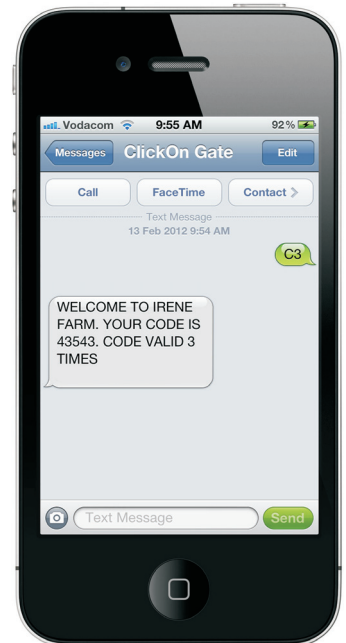 Vodacom 9:55 AM 92%
Messages ClickOn Gate Edit
Call FaceTime Contact
Text Message
13 Feb 2012 9:54 AM
C3
WELCOME TO IRENE
FARM. YOUR CODE IS
43543. CODE VALID 3
TIMES
Text Message Send